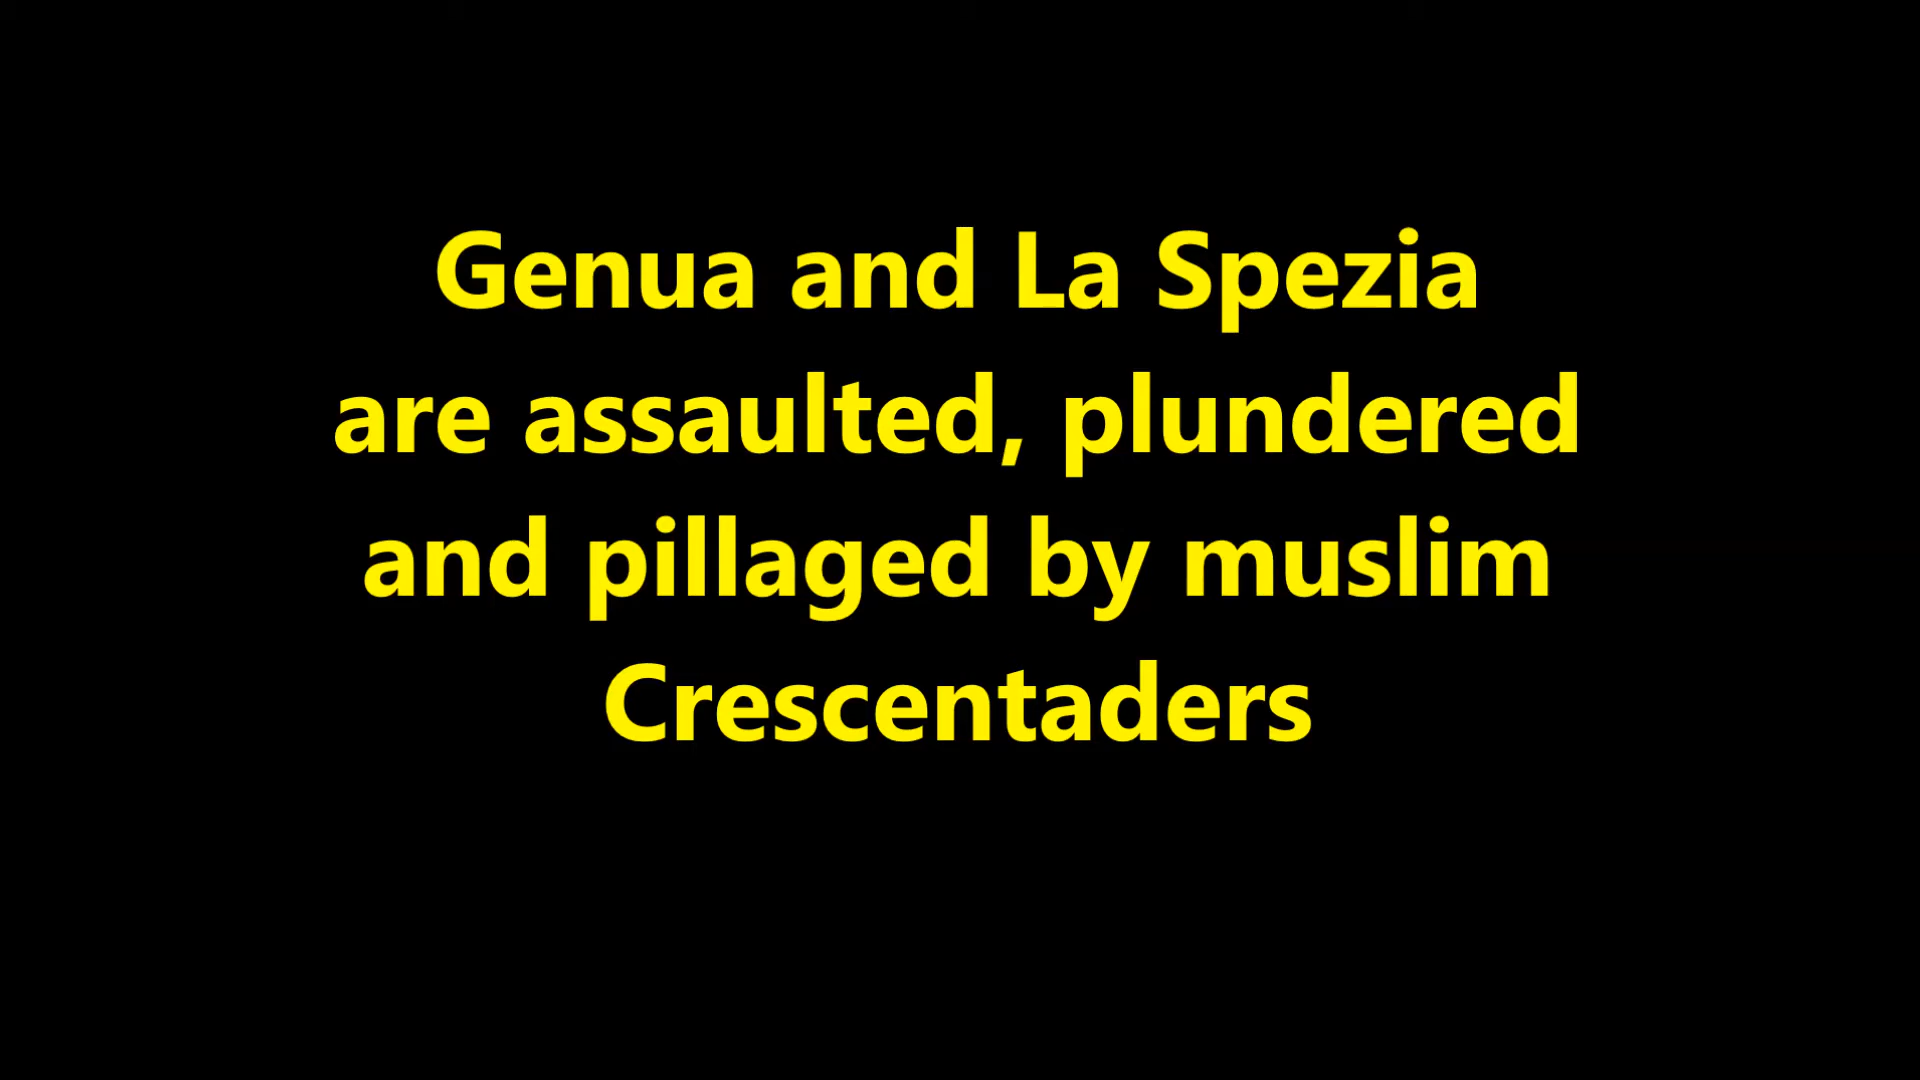 Genua and La Spezia
are assaulted, plundered
and pillaged by muslim
Crescentaders